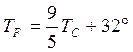 T_F = 9/5 T_C + 32°